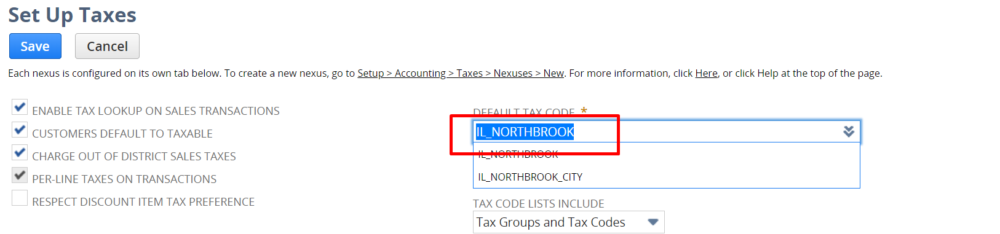 Set Up Taxes
Save Cancel
Each nexus is configured on its own tab below. To create a new nexus, go to Setup > Accounting > Taxes > Nexuses > New. For more information, click Here, or click Help at the top of the page.
ENABLE TAX LOOKUP ON SALES TRANSACTIONS
CUSTOMERS DEFAULT TO TAXABLE
CHARGE OUT OF DISTRICT SALES TAXES
PER-LINE TAXES ON TRANSACTIONS
RESPECT DISCOUNT ITEM TAX PREFERENCE
DEFAULT TAX CODE *
IL_NORTHBROOK
IL_NORTHBROOK
IL_NORTHBROOK_CITY
TAX CODE LISTS INCLUDE
Tax Groups and Tax Codes